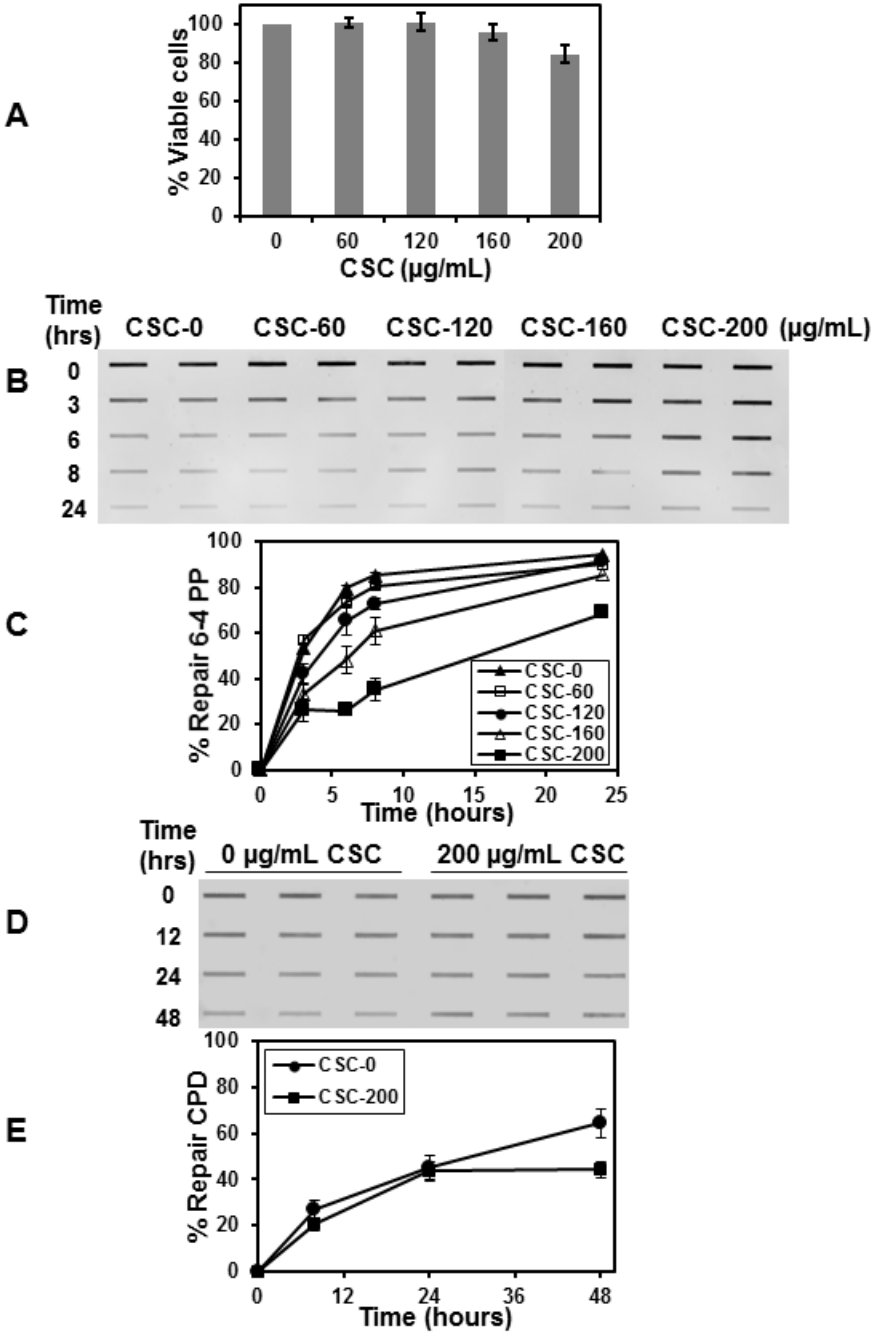 A
% Viable cells
100
80
60
40
20
0
0 60 120 160 200
CSC (µg/mL)
B
Time
(hrs)
CSC-0 CSC-60 CSC-120 CSC-160 CSC-200 (µg/mL)
0
3
6
8
24
C
% Repair 6-4 PP
100
80
60
40
20
0
CSC-0
CSC-60
CSC-120
CSC-160
CSC-200
0 5 10 15 20 25
Time (hours)
D
Time
(hrs)
0 µg/mL CSC 200 µg/mL CSC
0
12
24
48
E
% Repair CPD
100
80
60
40
20
0
CSC-0
CSC-200
0 12 24 36 48
Time (hours)